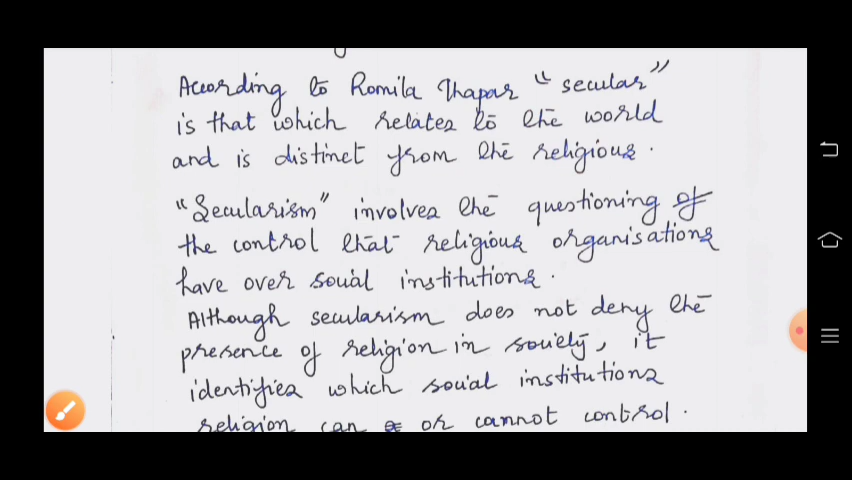 According to Romila Thapar "secular"
is that which relates to the world
and is distinct from the religious.
"Secularism" involves the questioning of
the control that religious organisations
have over social institutions.
Although secularism does not deny the
presence of religion in society, it
identifies which social institutions
religion can or cannot control.